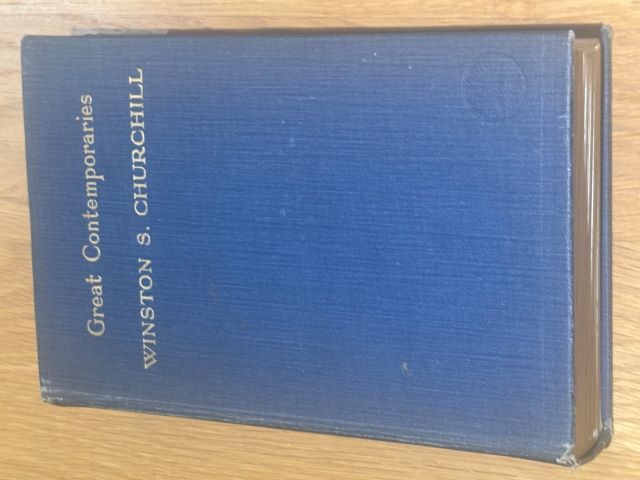 Great Contemporaries
WINSTON S. CHURCHILL